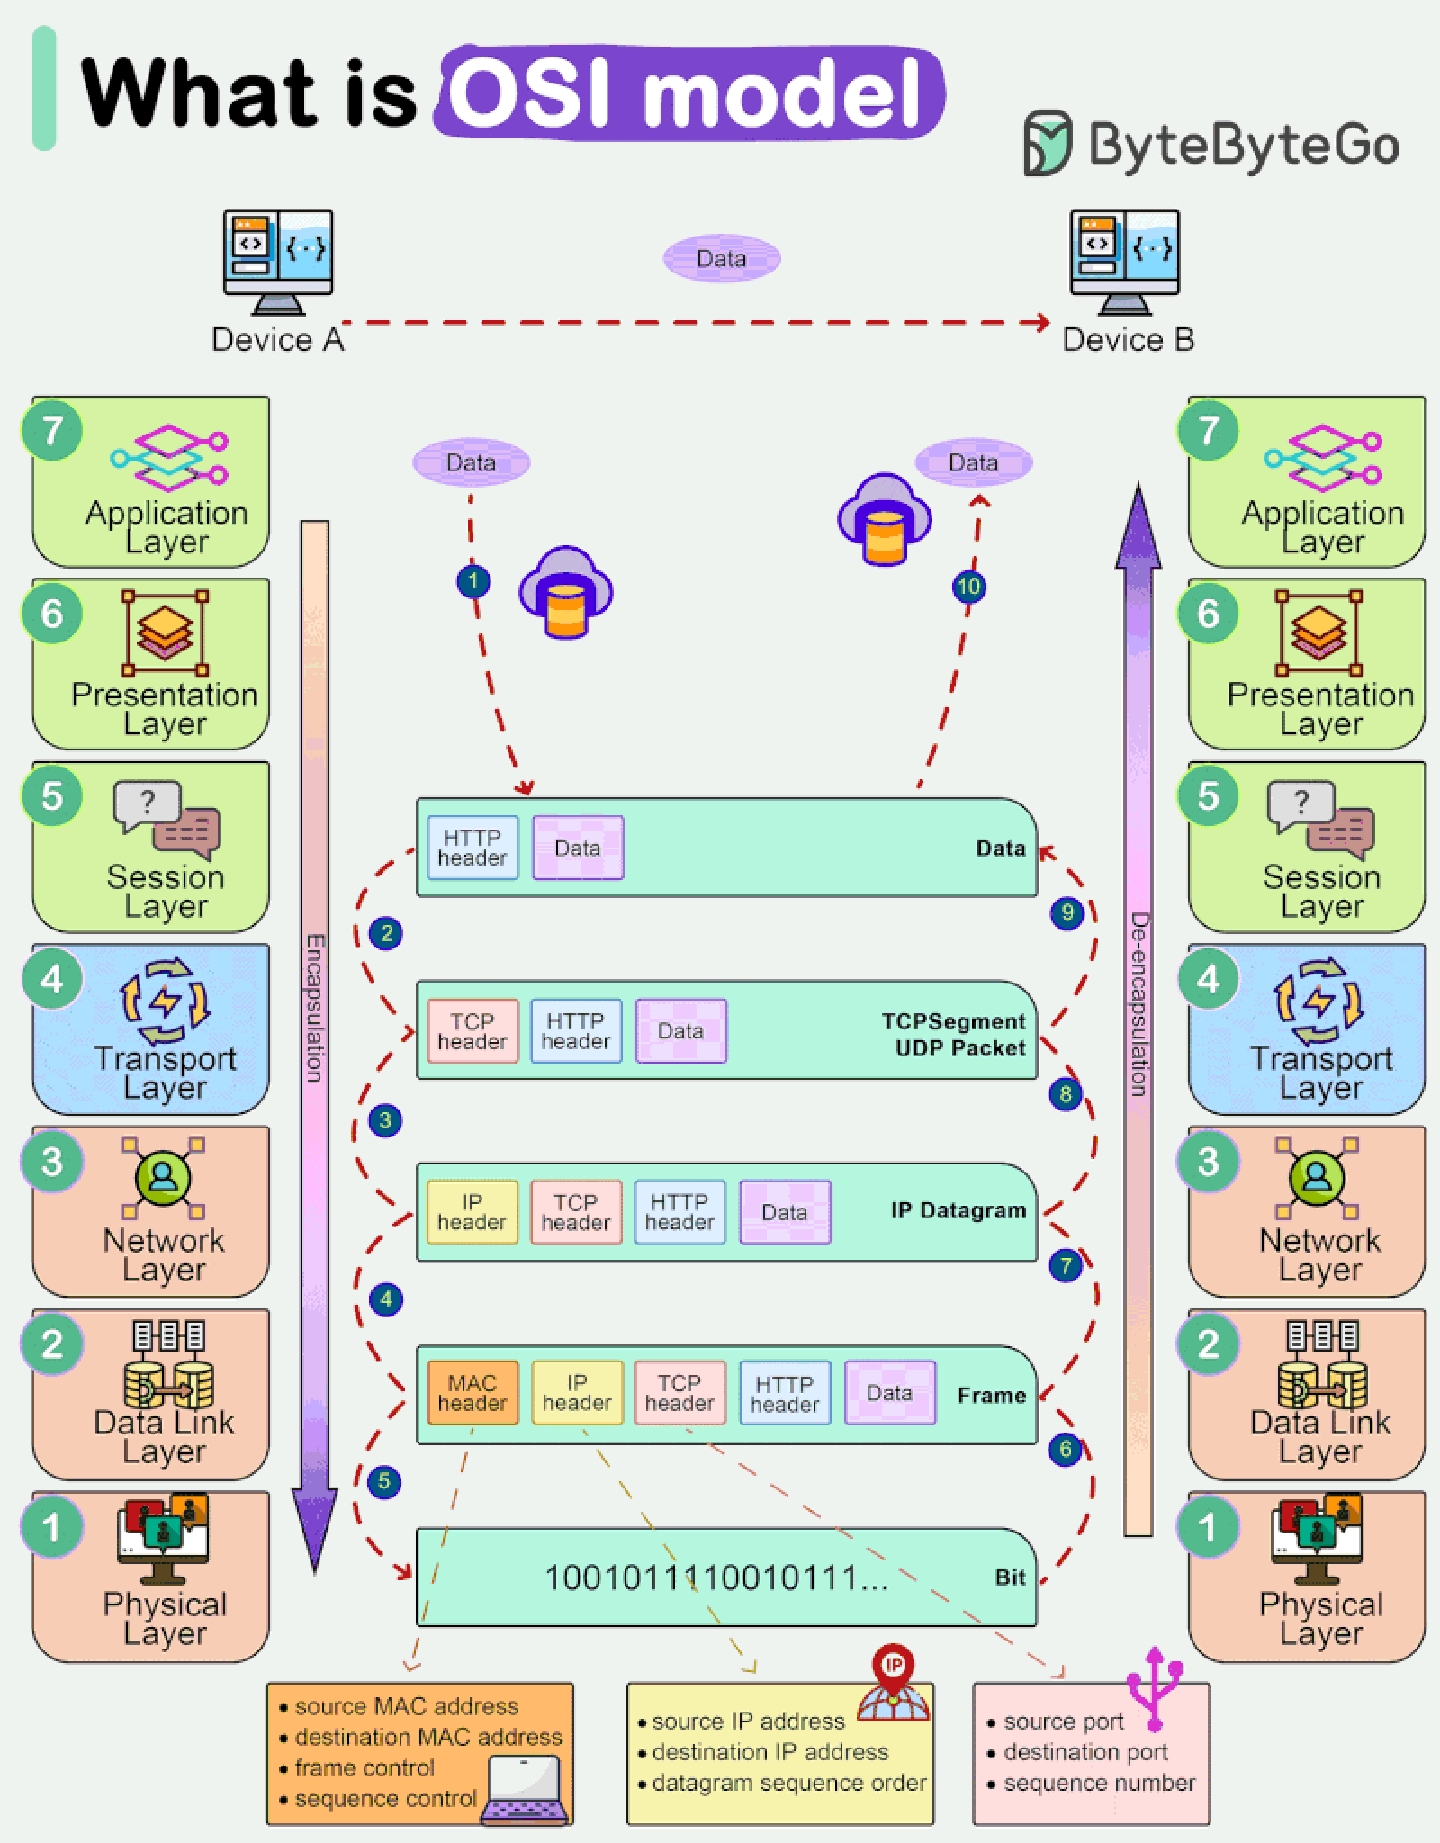 What is OSI model
ByteByteGo
Data
Device A
Device B
7
Application
Layer
6
Presentation
Layer
5
Session
Layer
4
Transport
Layer
3
Network
Layer
2
Data Link
Layer
1
Physical
Layer
Encapsulation
Data
1
Data
10
HTTP
header
Data
Data
2
9
TCP
header
HTTP
header
Data
TCPSegment
UDP Packet
3
8
IP
header
TCP
header
HTTP
header
Data
IP Datagram
4
7
MAC
header
IP
header
TCP
header
HTTP
header
Data
Frame
5
6
1001011110010111...
Bit
De-encapsulation
7
Application
Layer
6
Presentation
Layer
5
Session
Layer
4
Transport
Layer
3
Network
Layer
2
Data Link
Layer
1
Physical
Layer
• source MAC address
• destination MAC address
• frame control
• sequence control
IP
• source IP address
• destination IP address
• datagram sequence order
• source port
• destination port
• sequence number